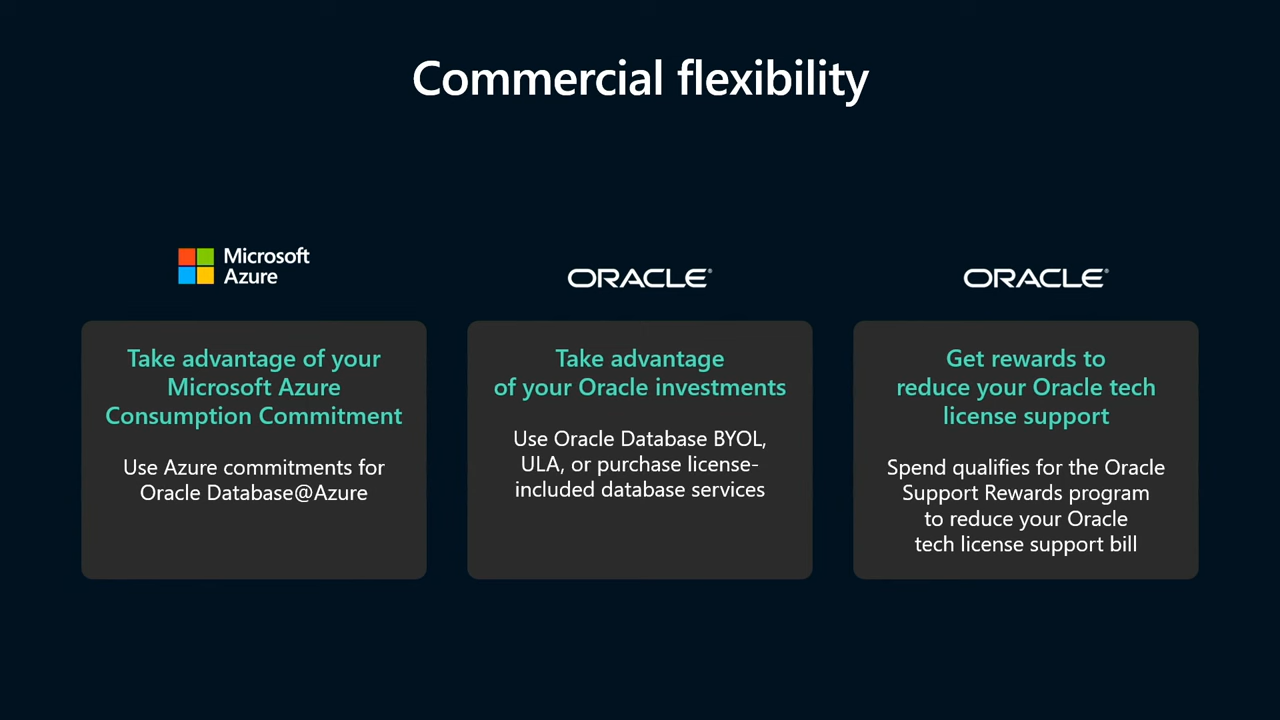 Commercial flexibility
Microsoft
Azure
Take advantage of your
Microsoft Azure
Consumption Commitment
Use Azure commitments for
Oracle Database@Azure
ORACLE®
Take advantage
of your Oracle investments
Use Oracle Database BYOL,
ULA, or purchase license-
included database services
ORACLE®
Get rewards to
reduce your Oracle tech
license support
Spend qualifies for the Oracle
Support Rewards program
to reduce your Oracle
tech license support bill